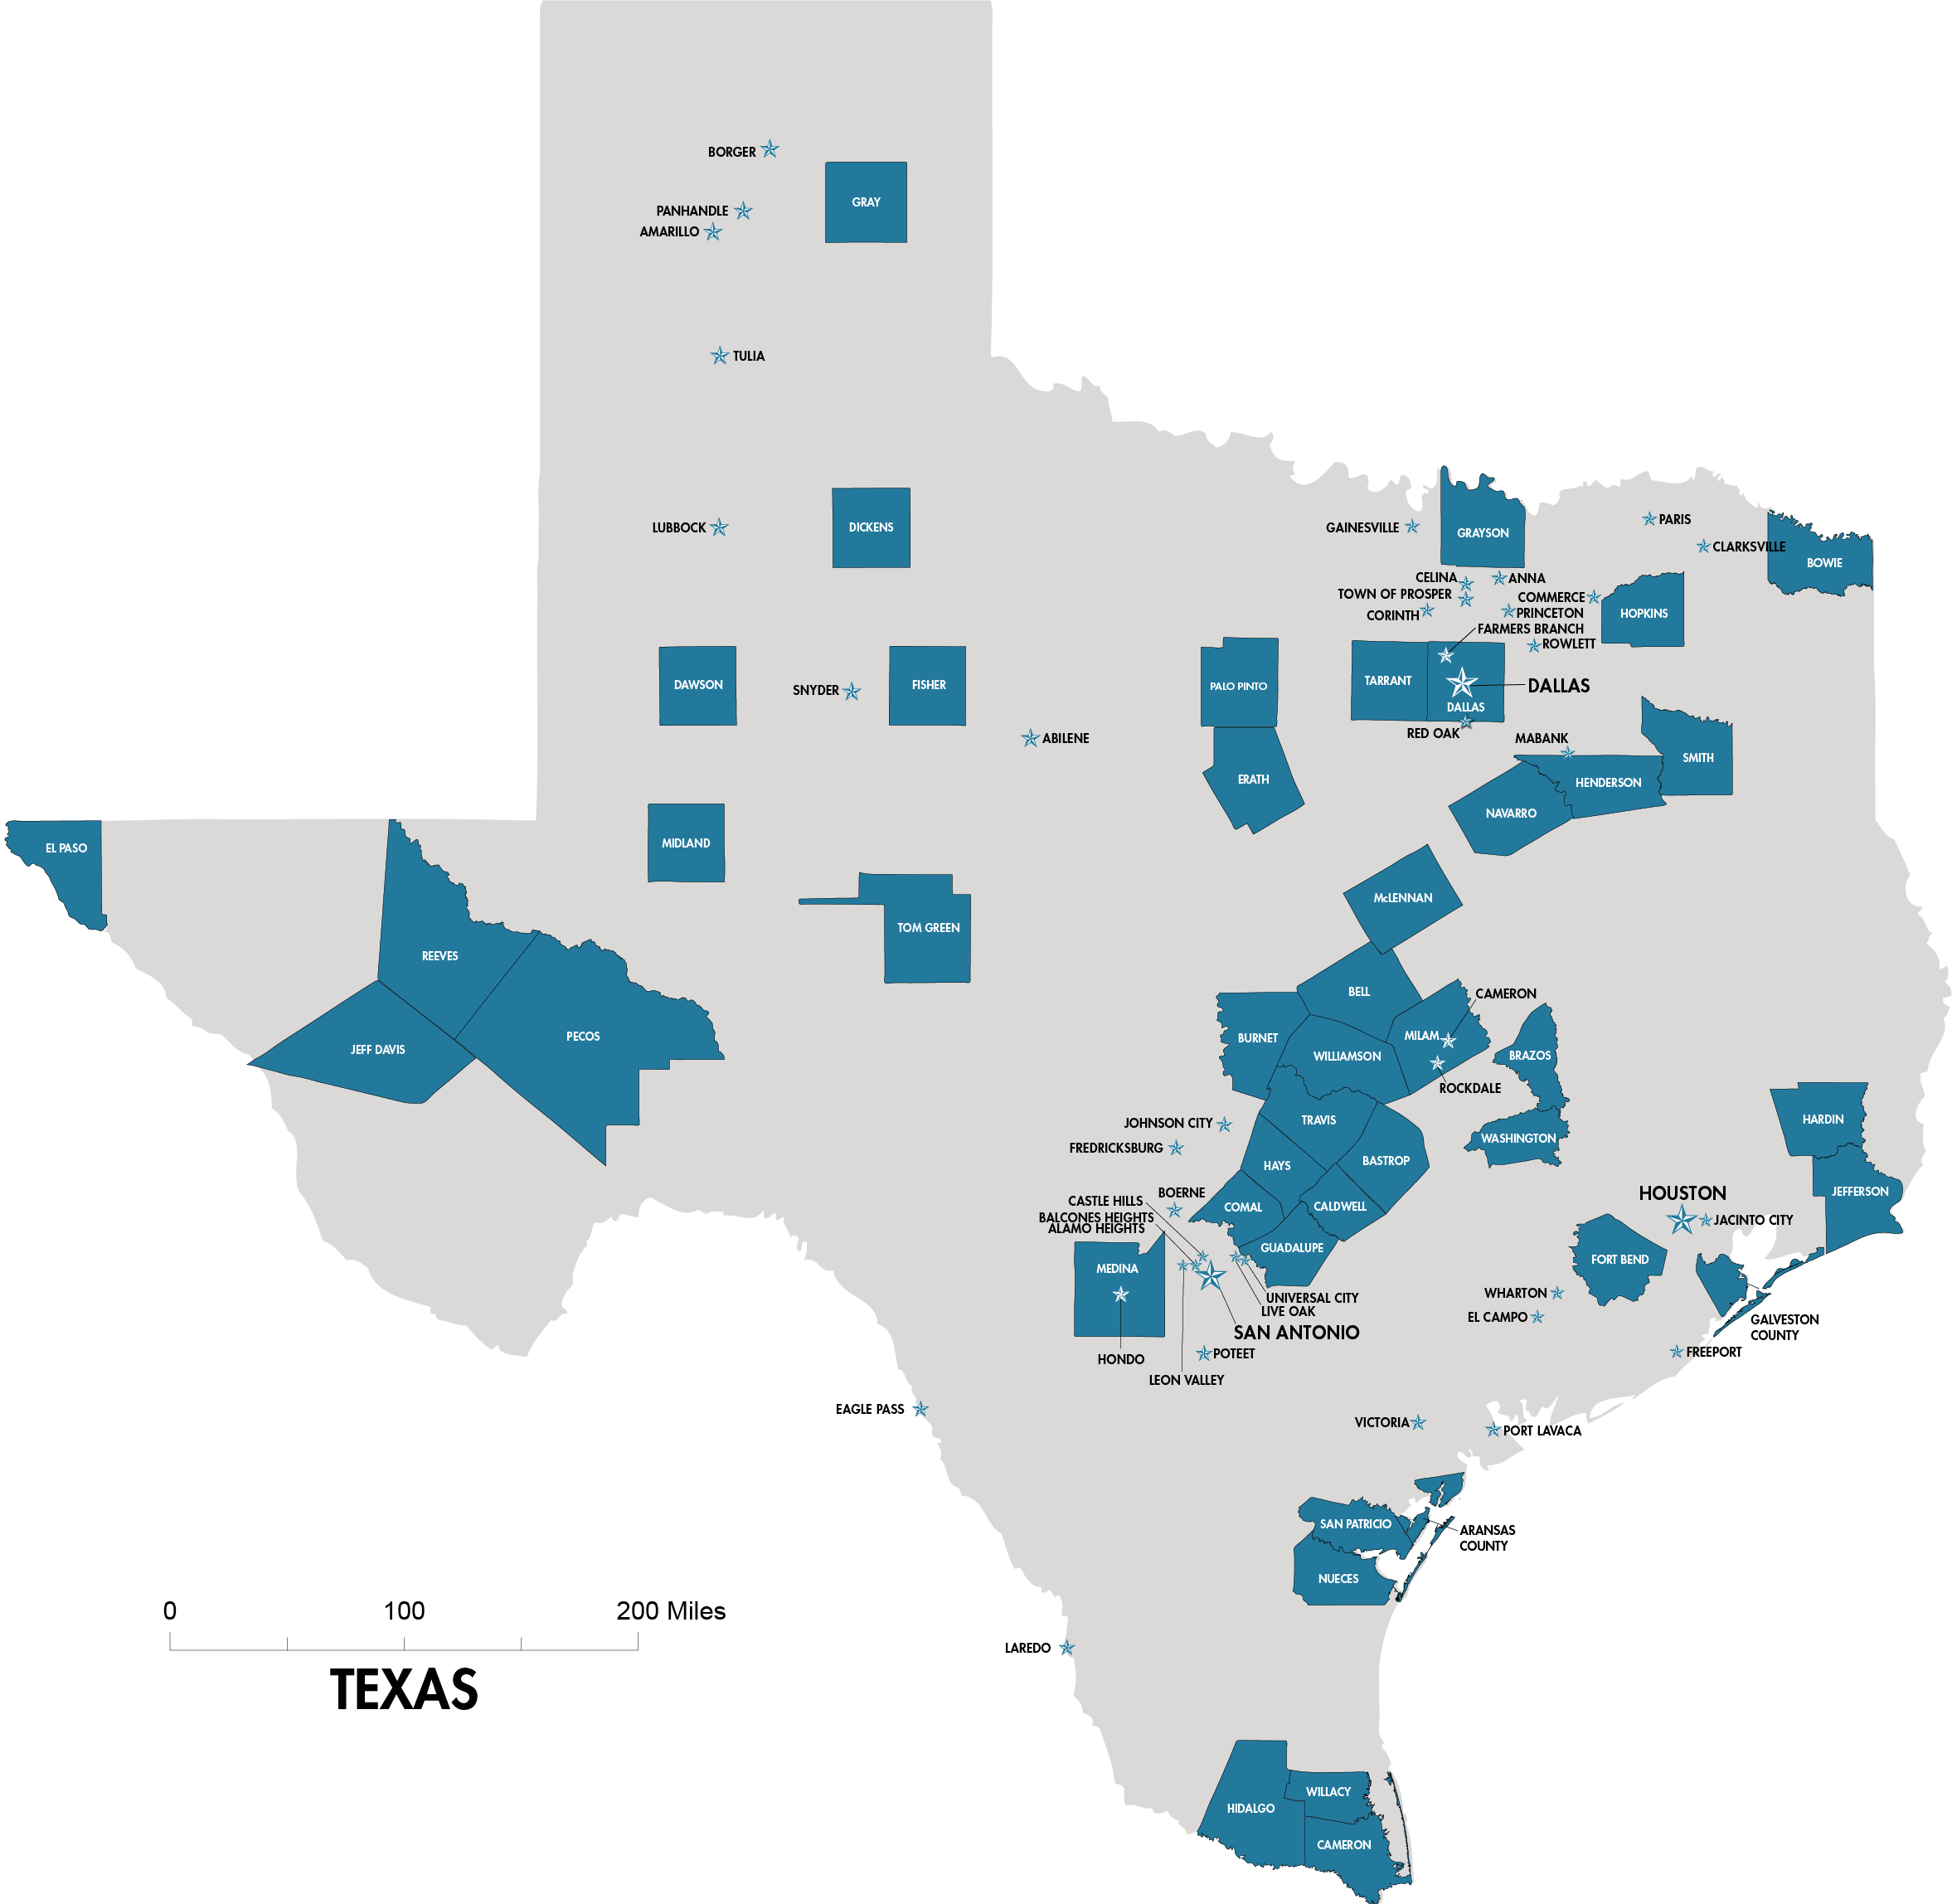 BORGER
GRAY
PANHANDLE
AMARILLO
TULIA
LUBBOCK
DICKENS
GAINESVILLE
GRAYSON
PARIS
CLARKSVILLE
BOWIE
CELINA
ANNA
TOWN OF PROSPER
COMMERCE
CORINTH
PRINCETON
HOPKINS
FARMERS BRANCH
ROWLETT
DAWSON
SNYDER
FISHER
PALO PINTO
TARRANT
DALLAS
DALLAS
RED OAK
MABANK
ABILENE
SMITH
ERATH
HENDERSON
NAVARRO
EL PASO
MIDLAND
McLENNAN
TOM GREEN
REEVES
BELL
CAMERON
JEFF DAVIS
PECOS
BURNET
MILAM
WILLIAMSON
BRAZOS
ROCKDALE
JOHNSON CITY
TRAVIS
WASHINGTON
HARDIN
FREDRICKSBURG
HAYS
BASTROP
BOERNE
CASTLE HILLS
COMAL
CALDWELL
HOUSTON
JEFFERSON
BALCONES HEIGHTS
ALAMO HEIGHTS
JACINTO CITY
GUADALUPE
MEDINA
FORT BEND
UNIVERSAL CITY
LIVE OAK
WHARTON
EL CAMPO
GALVESTON
COUNTY
SAN ANTONIO
HONDO
POTEET
FREEPORT
LEON VALLEY
EAGLE PASS
VICTORIA
PORT LAVACA
SAN PATRICIO
ARANSAS
COUNTY
NUECES
0
100
200 Miles
LAREDO
TEXAS
WILLACY
HIDALGO
CAMERON